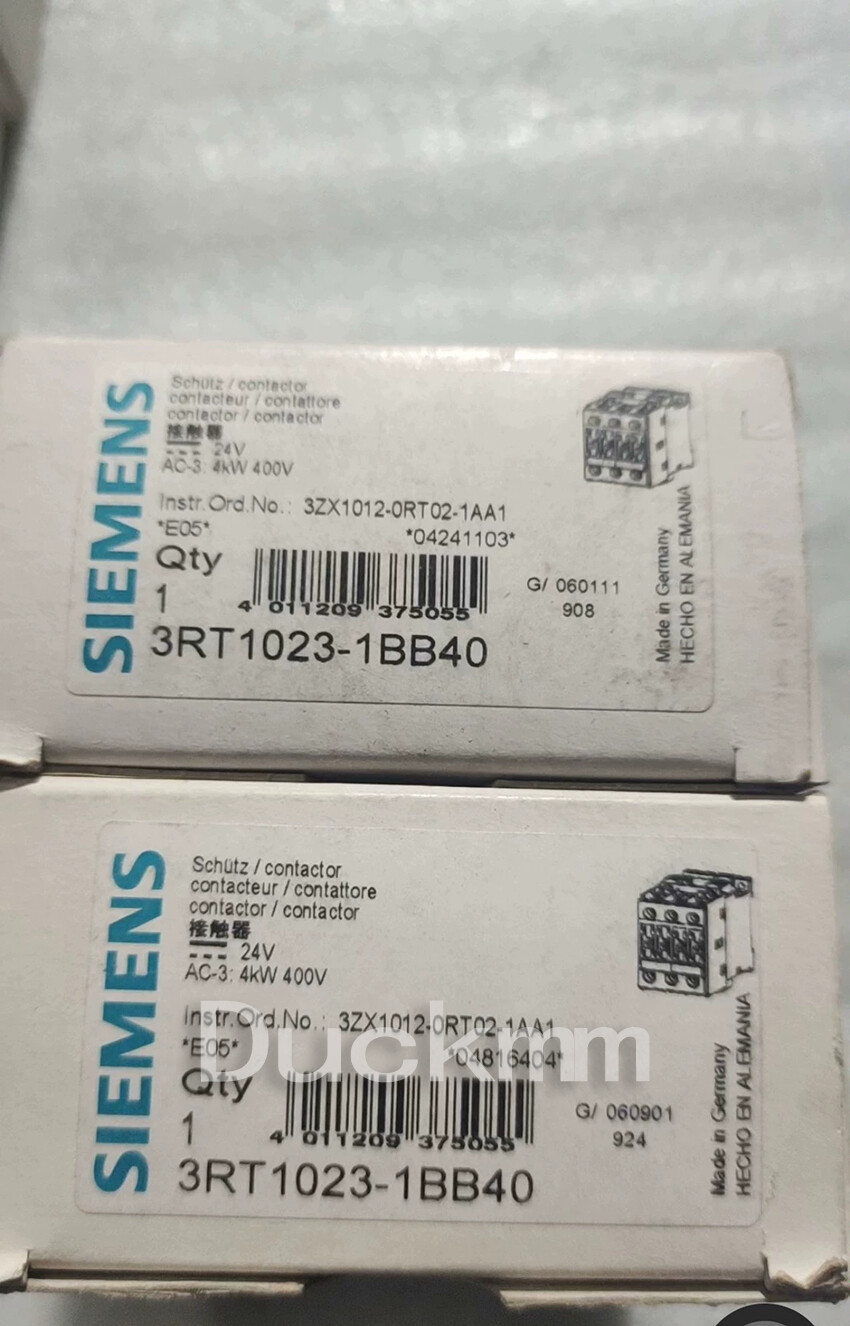 SIEMENS
Schütz / contactor
contacteur / contattore
contactor / contactor
接触器
24V
AC-3: 4kW 400V
Instr.Ord.No.: 3ZX1012-0RT02-1AA1
*E05* *04241103*
Qty
1
4 011209 375055
G/ 060111
908
3RT1023-1BB40
Made in Germany
HECHO EN ALEMANIA
SIEMENS
Schütz / contactor
contacteur / contattore
contactor / contactor
接触器
24V
AC-3: 4kW 400V
Instr.Ord.No.: 3ZX1012-0RT02-1AA1
*E05* *04816404*
Duckmm
Qty
1
4 011209 375055
G/ 060901
924
3RT1023-1BB40
Made in Germany
HECHO EN ALEMANIA